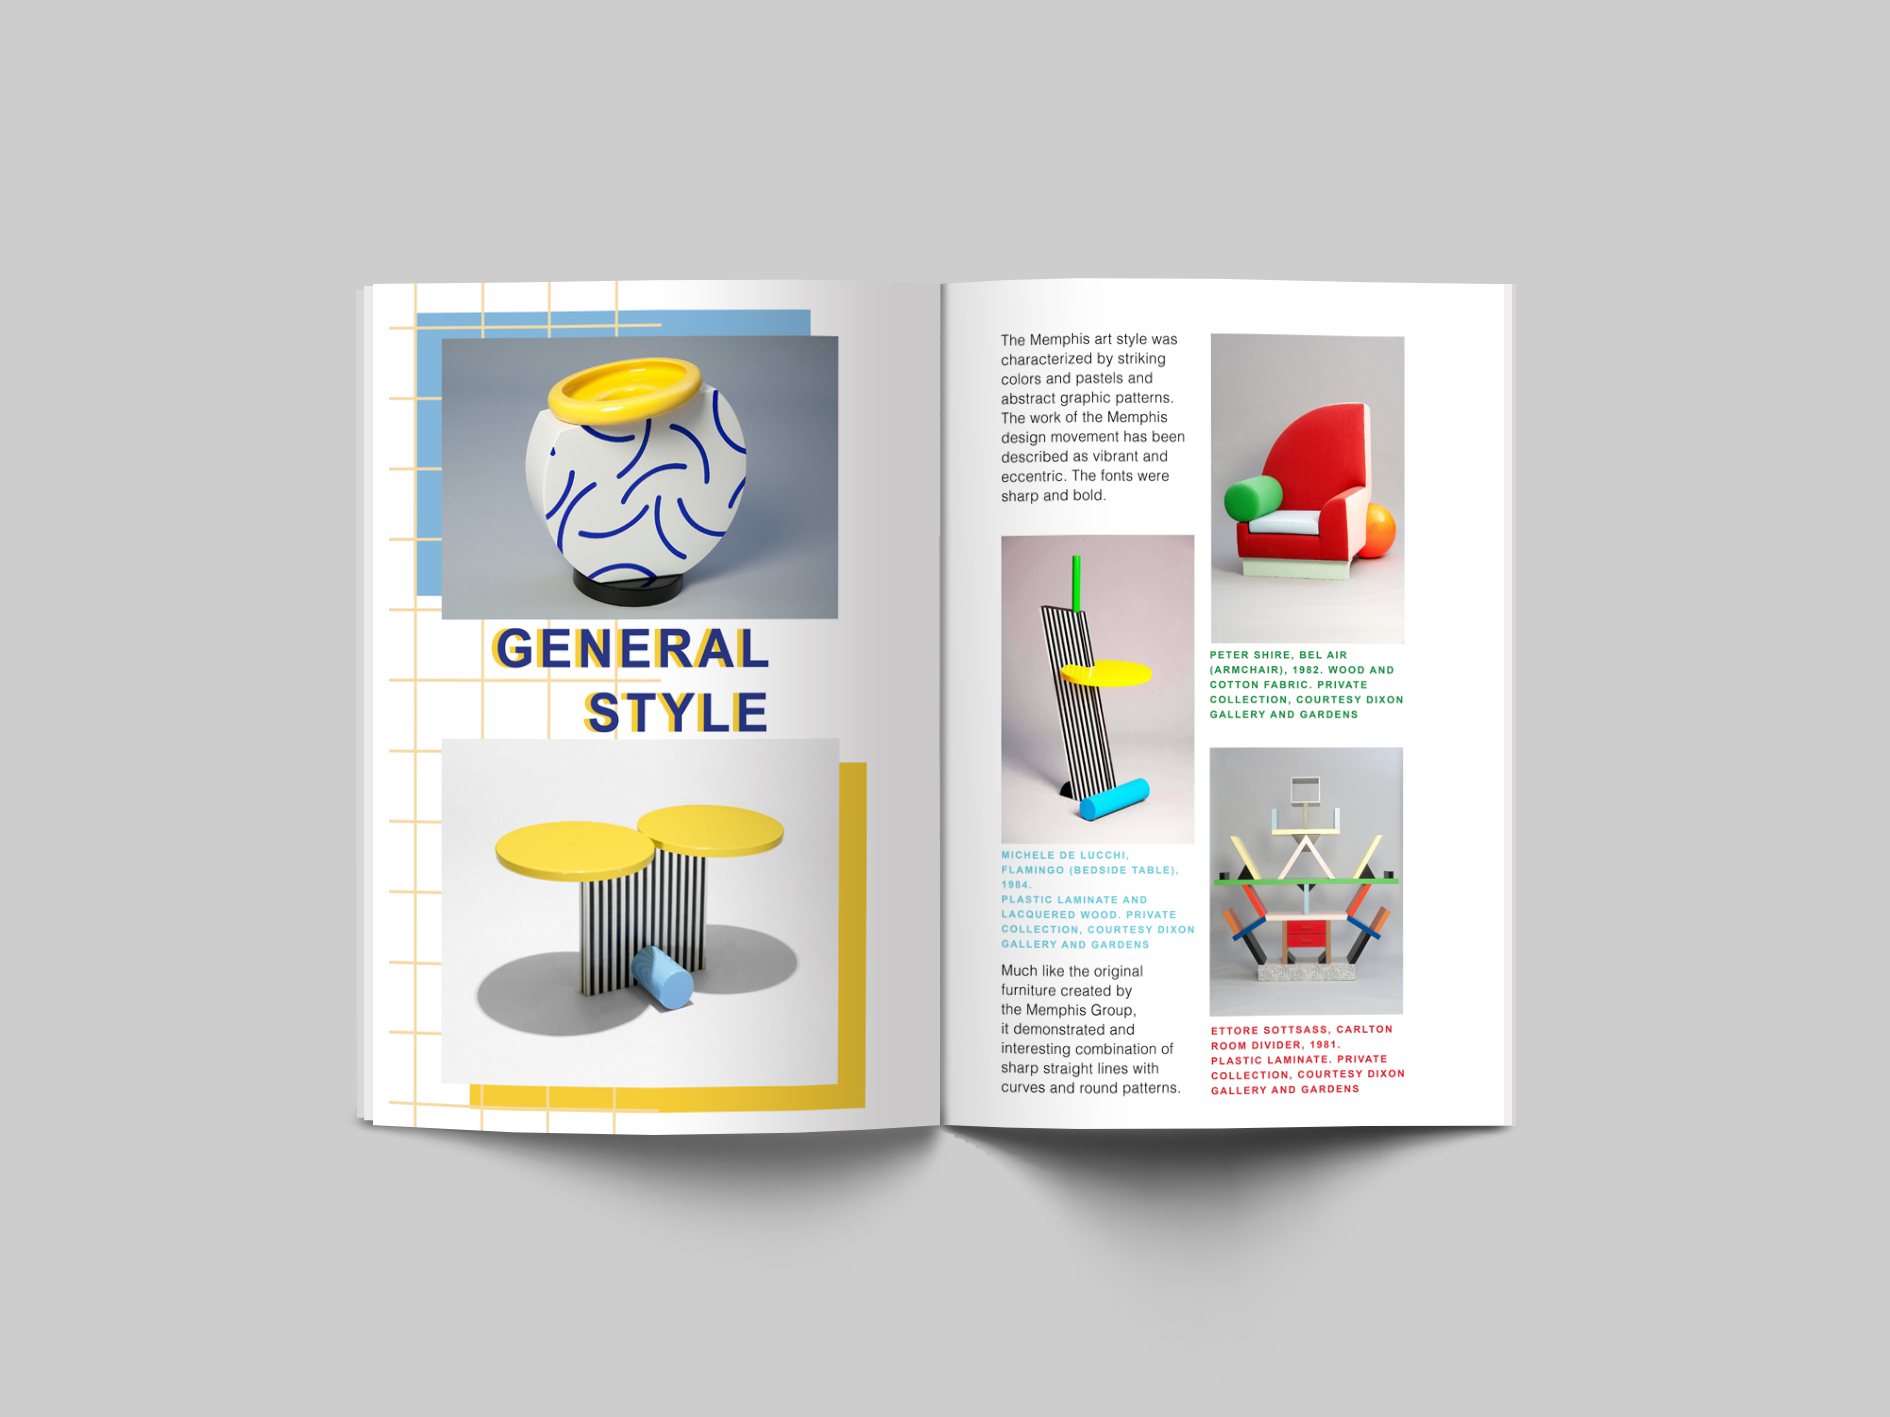 GENERAL
STYLE
The Memphis art style was
characterized by striking
colors and pastels and
abstract graphic patterns.
The work of the Memphis
design movement has been
described as vibrant and
eccentric. The fonts were
sharp and bold.
MICHELE DE LUCCHI,
FLAMINGO (BEDSIDE TABLE),
1984.
PLASTIC LAMINATE AND
LACQUERED WOOD. PRIVATE
COLLECTION, COURTESY DIXON
GALLERY AND GARDENS
Much like the original
furniture created by
the Memphis Group,
it demonstrated and
interesting combination of
sharp straight lines with
curves and round patterns.
PETER SHIRE, BEL AIR
(ARMCHAIR), 1982. WOOD AND
COTTON FABRIC. PRIVATE
COLLECTION, COURTESY DIXON
GALLERY AND GARDENS
ETTORE SOTTSASS, CARLTON
ROOM DIVIDER, 1981.
PLASTIC LAMINATE. PRIVATE
COLLECTION, COURTESY DIXON
GALLERY AND GARDENS